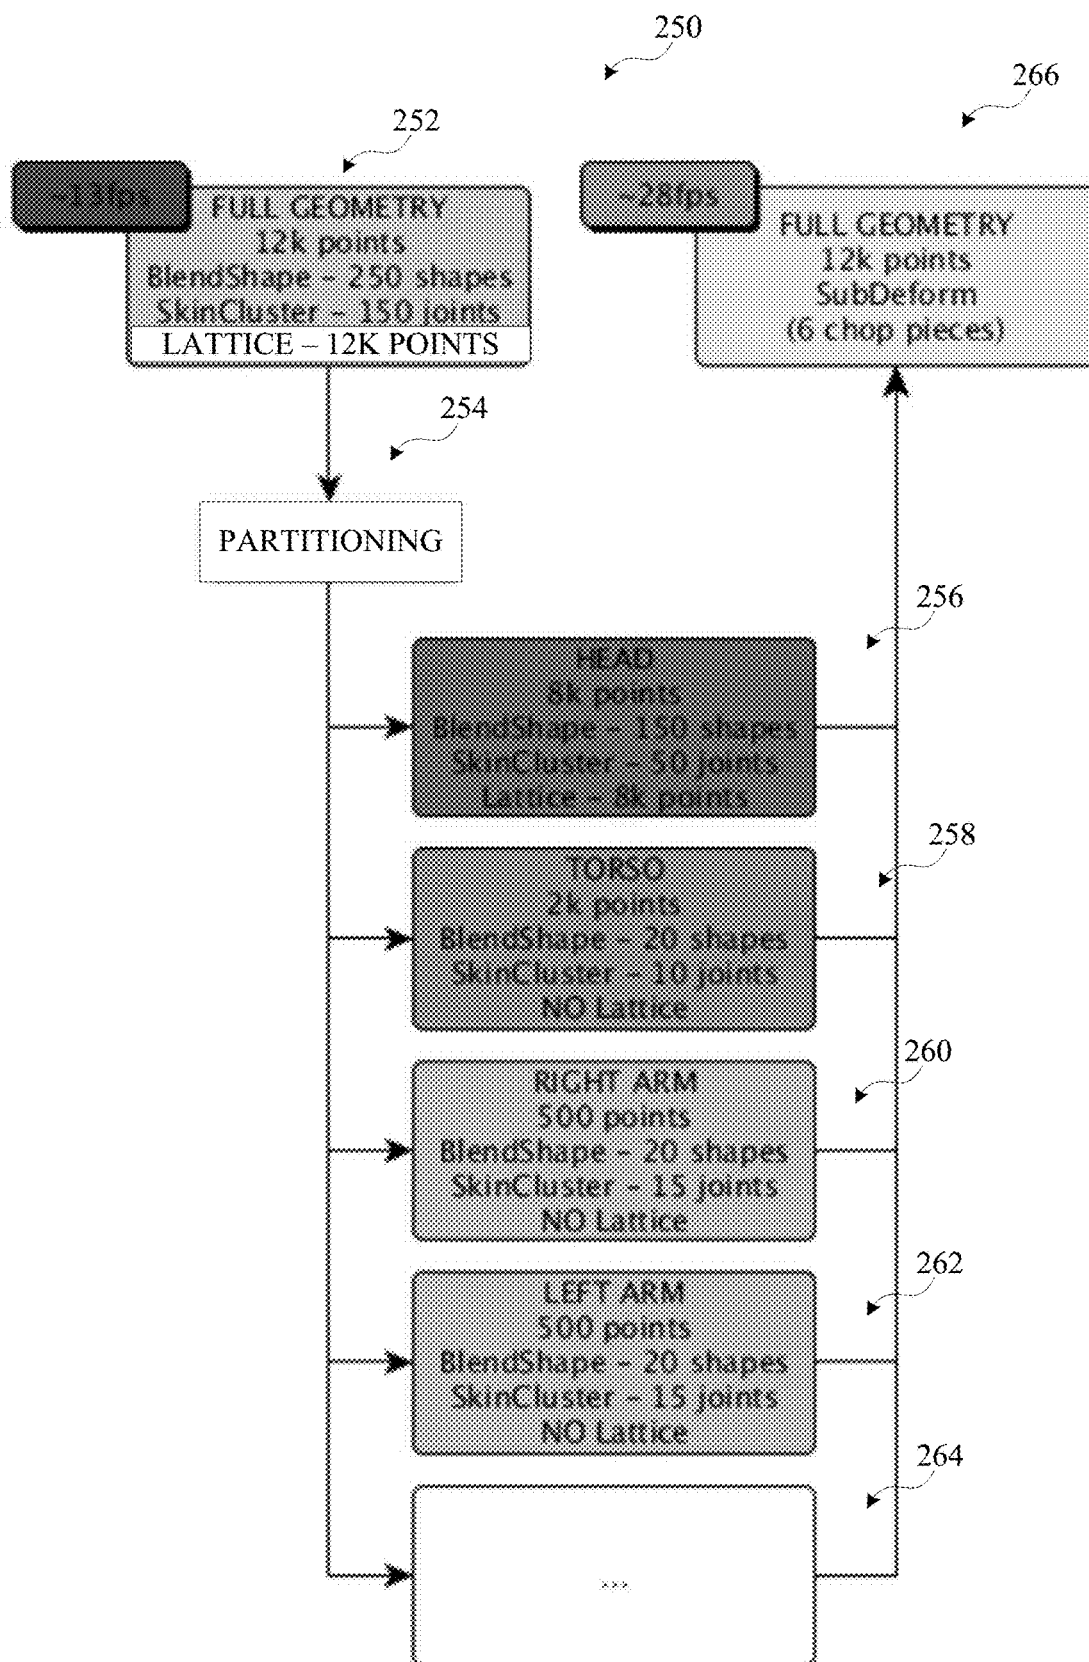 250
266
252
~13fps
FULL GEOMETRY
12k points
BlendShape – 250 shapes
SkinCluster – 150 joints
LATTICE – 12K POINTS
~28fps
FULL GEOMETRY
12k points
SubDeform
(6 chop pieces)
254
PARTITIONING
256
HEAD
8k points
BlendShape – 150 shapes
SkinCluster – 50 joints
Lattice – 8k points
258
TORSO
2k points
BlendShape – 20 shapes
SkinCluster – 10 joints
NO Lattice
260
RIGHT ARM
500 points
BlendShape – 20 shapes
SkinCluster – 15 joints
NO Lattice
262
LEFT ARM
500 points
BlendShape – 20 shapes
SkinCluster – 15 joints
NO Lattice
264
...